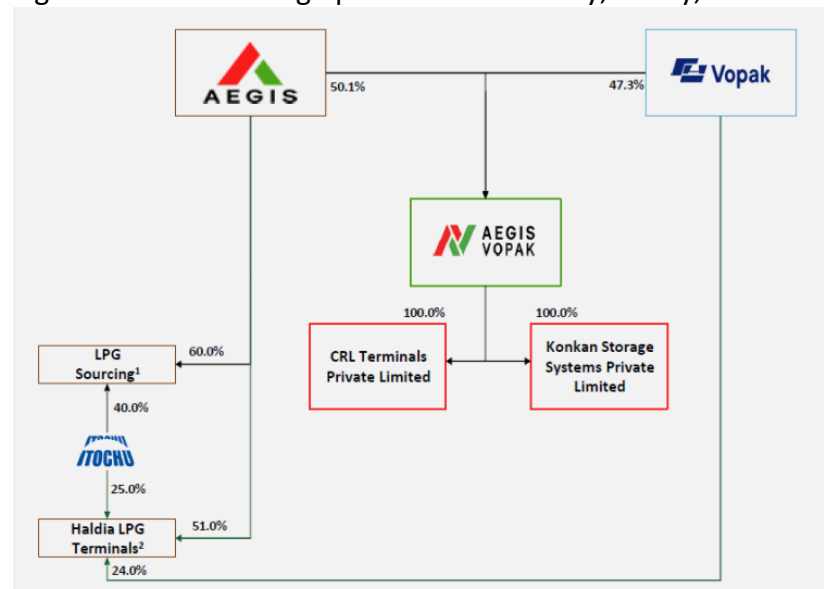 AEGIS
50.1%
47.3%
Vopak
AEGIS
VOPAK
100.0%
100.0%
CRL Terminals
Private Limited
Konkan Storage
Systems Private
Limited
LPG
Sourcing¹
60.0%
40.0%
ITOCHU
25.0%
Haldia LPG
Terminals²
51.0%
24.0%